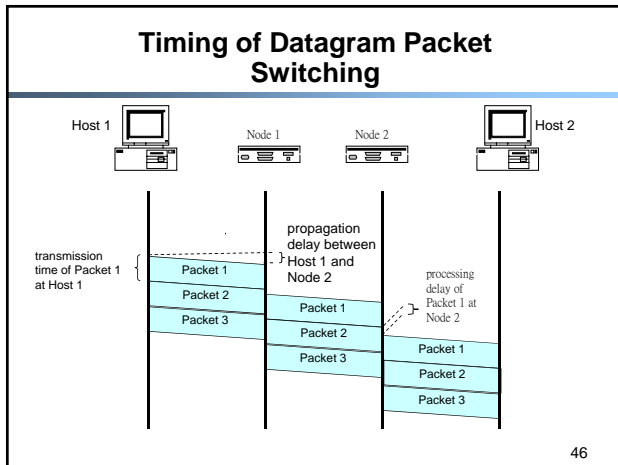 Timing of Datagram Packet
Switching
Host 1
Node 1
Node 2
Host 2
transmission
time of Packet 1
at Host 1
propagation
delay between
Host 1 and
Node 2
processing
delay of
Packet 1 at
Node 2
Packet 1
Packet 2
Packet 3
Packet 1
Packet 2
Packet 3
Packet 1
Packet 2
Packet 3
46